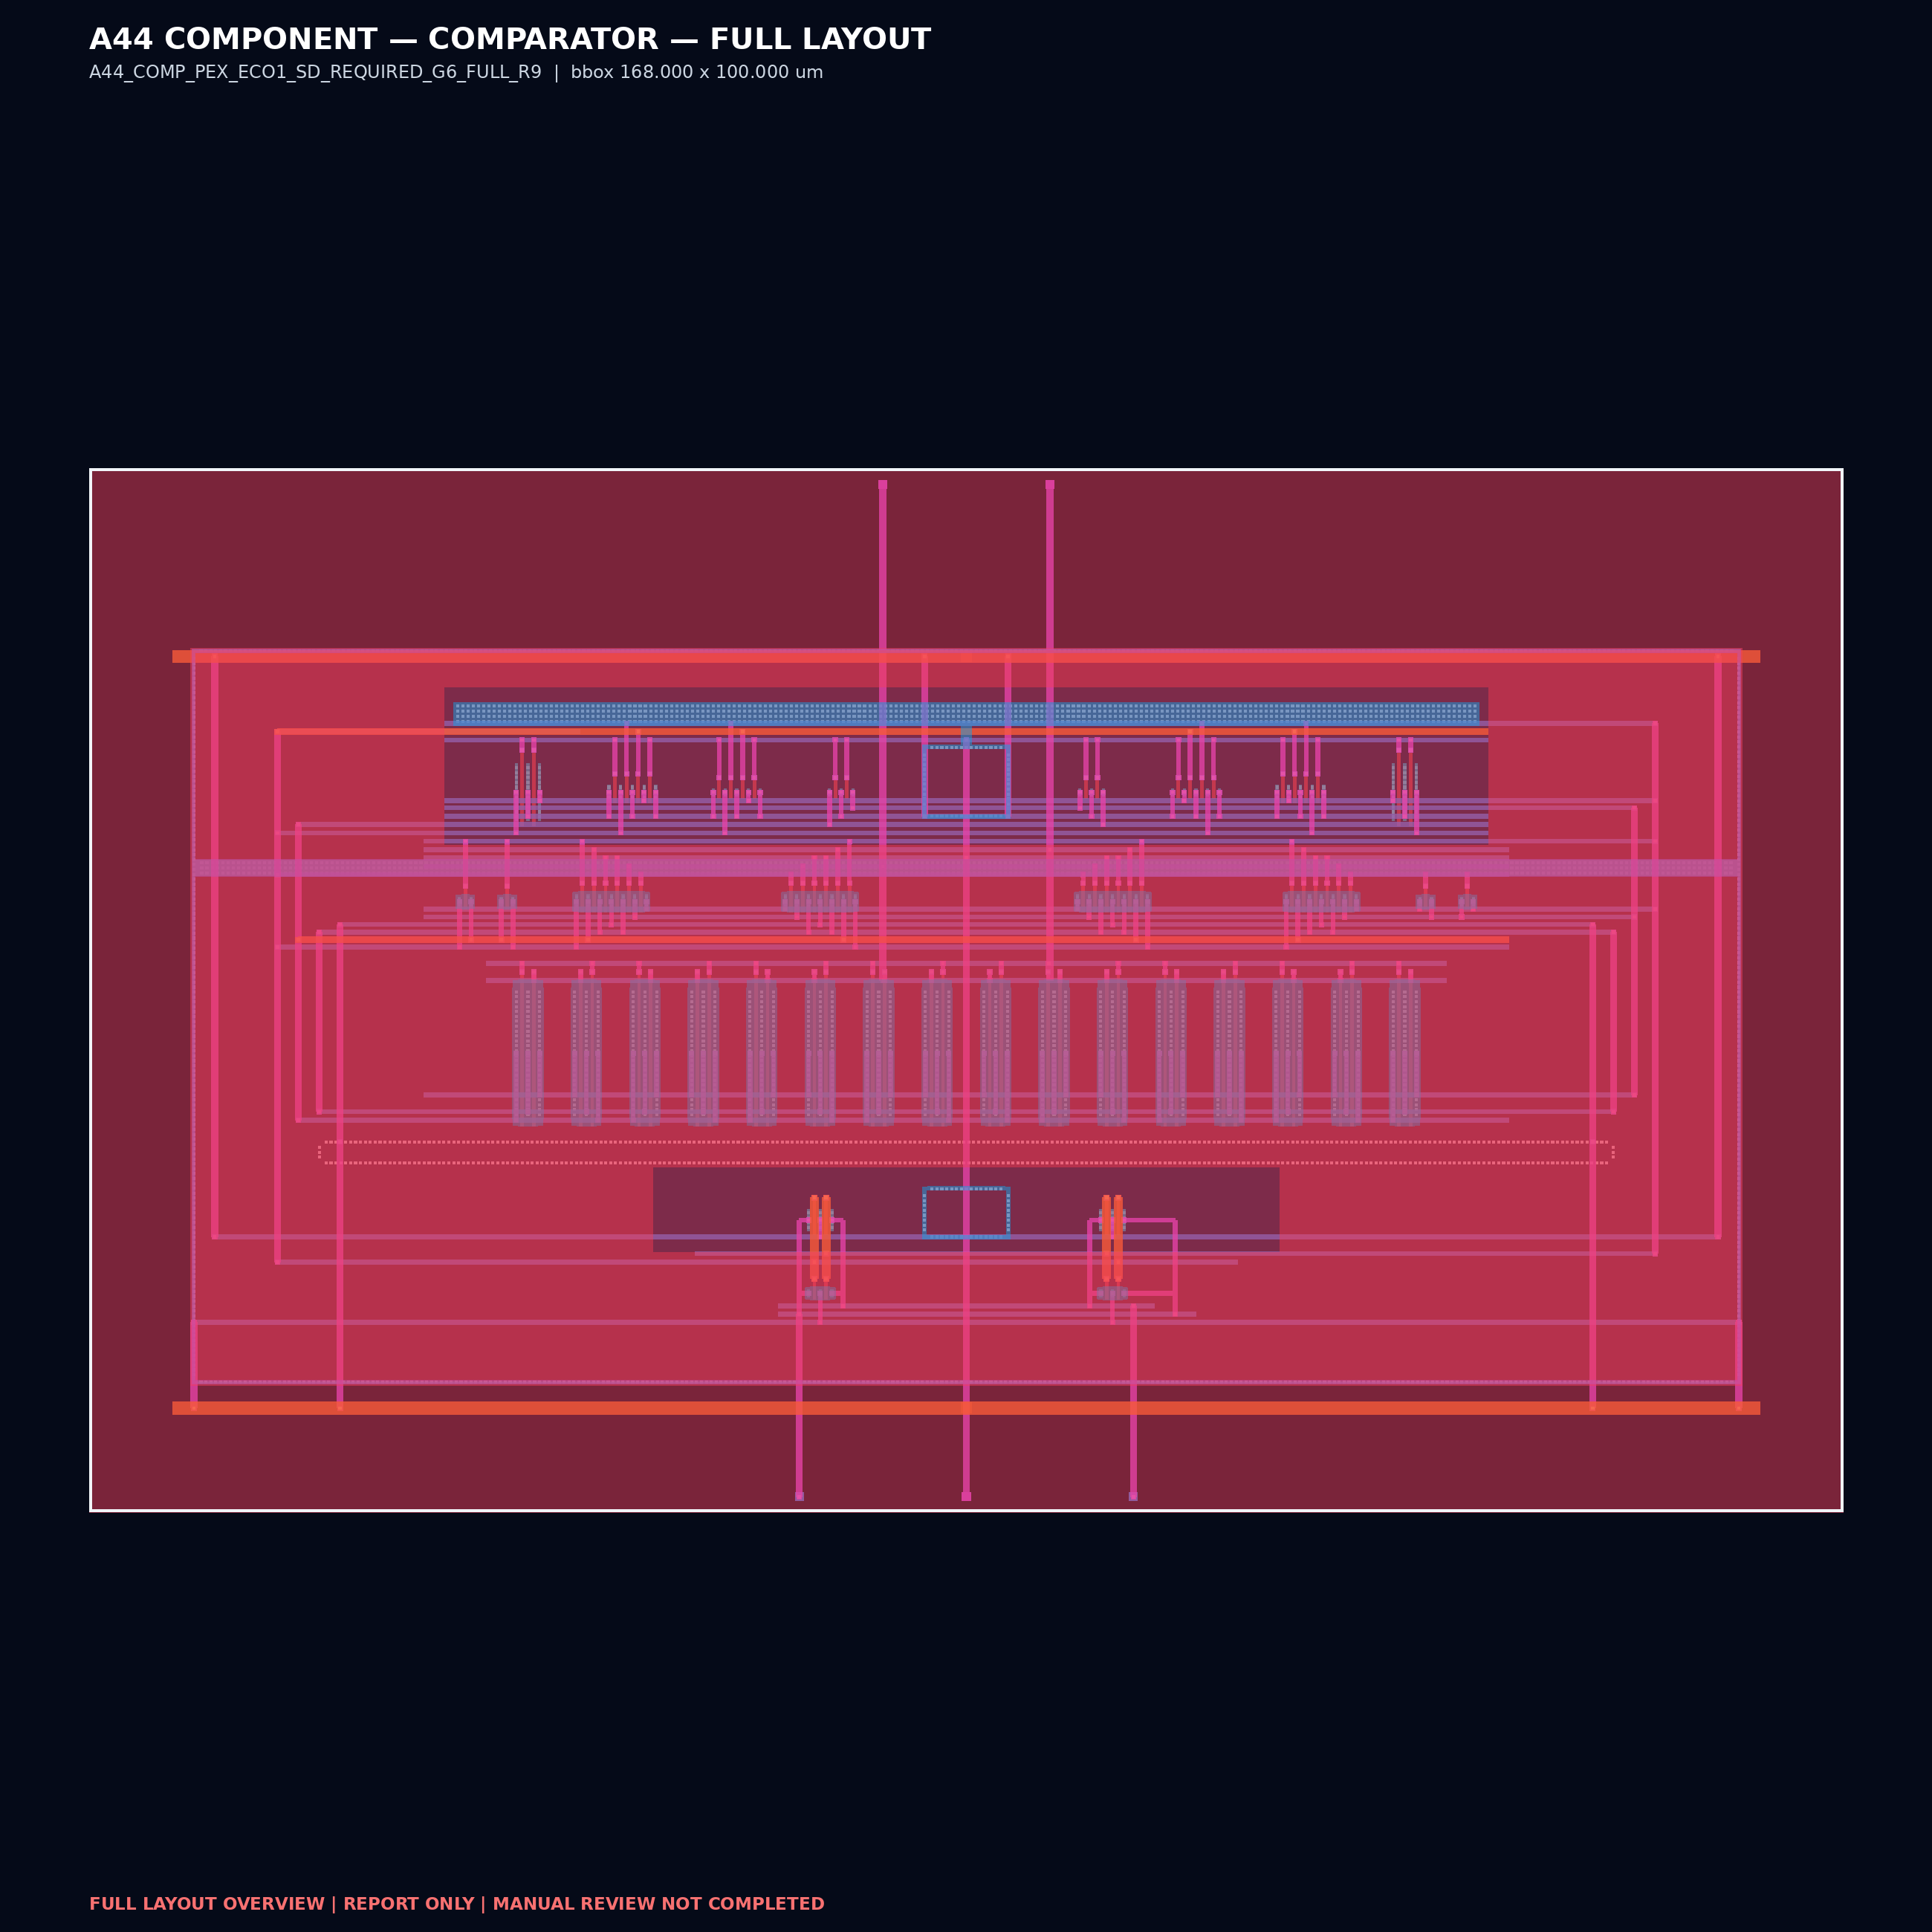 A44 COMPONENT — COMPARATOR — FULL LAYOUT
A44_COMP_PEX_ECO1_SD_REQUIRED_G6_FULL_R9 | bbox 168.000 x 100.000 um
FULL LAYOUT OVERVIEW | REPORT ONLY | MANUAL REVIEW NOT COMPLETED